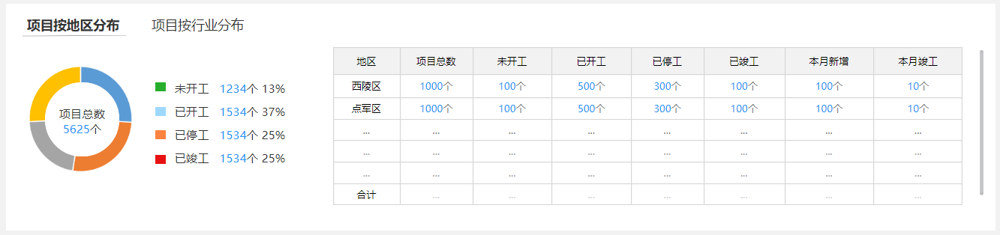 项目按地区分布 项目按行业分布
项目总数
5625个
未开工 1234个 13%
已开工 1534个 37%
已停工 1534个 25%
已竣工 1534个 25%
地区 项目总数 未开工 已开工 已停工 已竣工 本月新增 本月竣工
西陵区 1000个 100个 500个 300个 100个 100个 10个
点军区 1000个 100个 500个 300个 100个 100个 10个
... ... ... ... ... ... ... ...
... ... ... ... ... ... ... ...
... ... ... ... ... ... ... ...
合计 ... ... ... ... ... ... ...